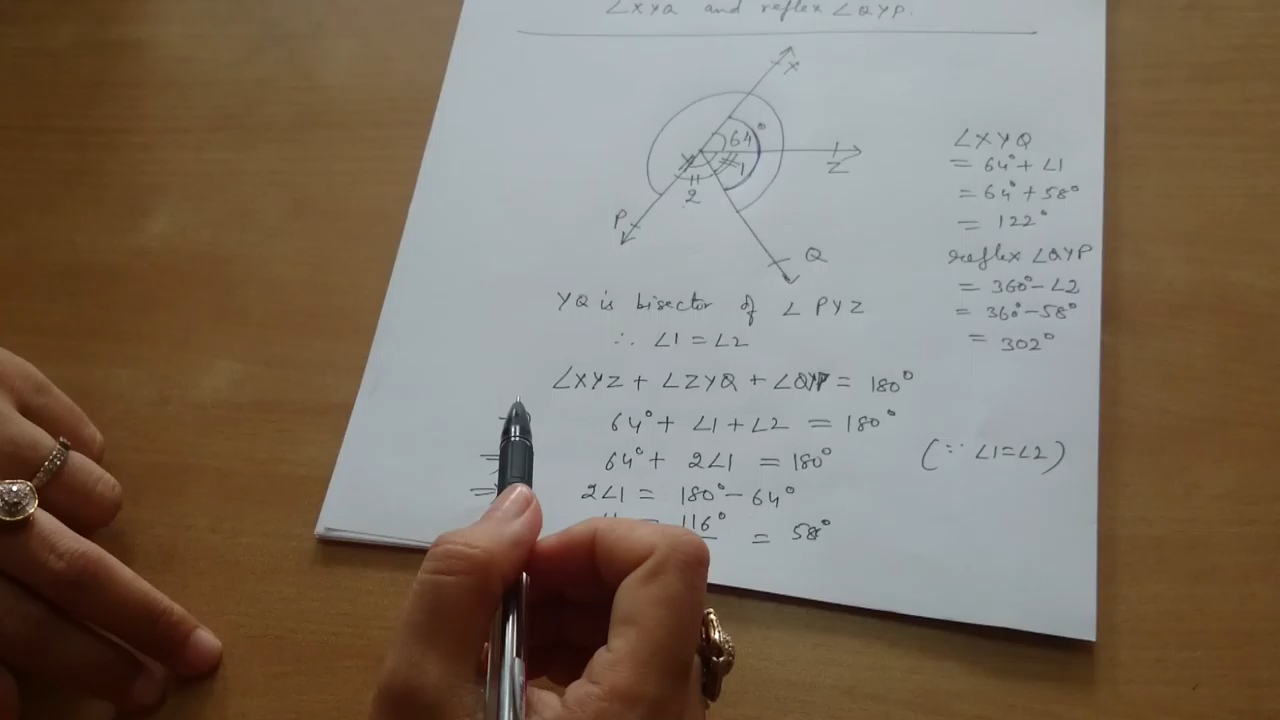 ∠XYQ and reflex ∠QYP.
X
64°
Y
1
Z
2
P
Q
YQ is bisector of ∠PYZ
∴ ∠1 = ∠2
∠XYZ + ∠ZYQ + ∠QYP = 180°
64° + ∠1 + ∠2 = 180°
⇒ 64° + 2∠1 = 180° (∵ ∠1=∠2)
⇒ 2∠1 = 180° - 64°
= 116° = 58°
∠XYQ
= 64° + ∠1
= 64° + 58°
= 122°
reflex ∠QYP
= 360° - ∠2
= 360° - 58°
= 302°